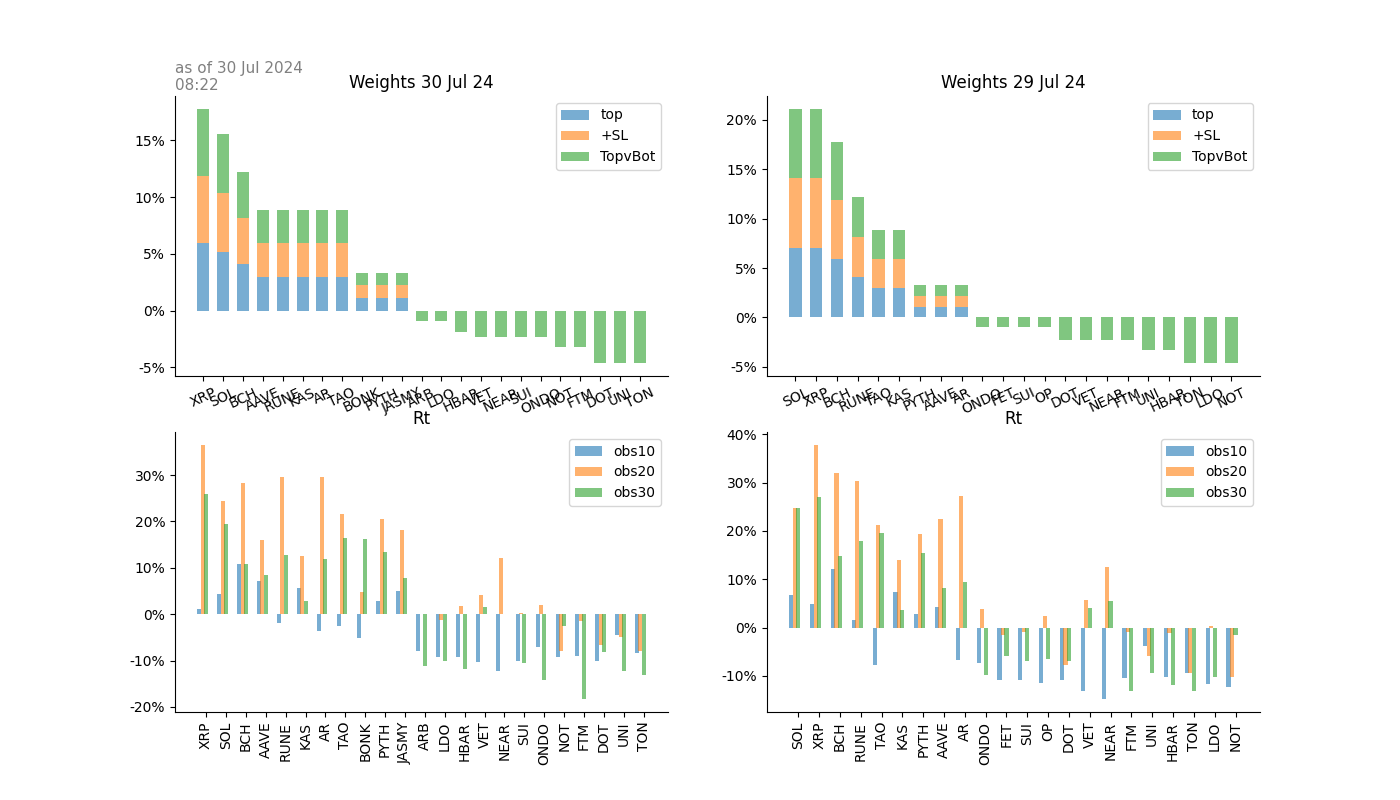 as of 30 Jul 2024
08:22
Weights 30 Jul 24
top
+SL
TopvBot
15%
10%
5%
0%
-5%
XRP SOL BCH AAVE RUNE KAS AR TAO BONK PYTH JASMY ARB LDO HBAR VET NEAR SUI ONDO NOT FTM DOT UNI TON
Weights 29 Jul 24
top
+SL
TopvBot
20%
15%
10%
5%
0%
-5%
SOL XRP BCH RUNE TAO KAS PYTH AAVE AR ONDO FET SUI OP DOT VET NEAR FTM UNI HBAR TON LDO NOT
Rt
obs10
obs20
obs30
30%
20%
10%
0%
-10%
-20%
XRP SOL BCH AAVE RUNE KAS AR TAO BONK PYTH JASMY ARB LDO HBAR VET NEAR SUI ONDO NOT FTM DOT UNI TON
Rt
obs10
obs20
obs30
40%
30%
20%
10%
0%
-10%
SOL XRP BCH RUNE TAO KAS PYTH AAVE AR ONDO FET SUI OP DOT VET NEAR FTM UNI HBAR TON LDO NOT